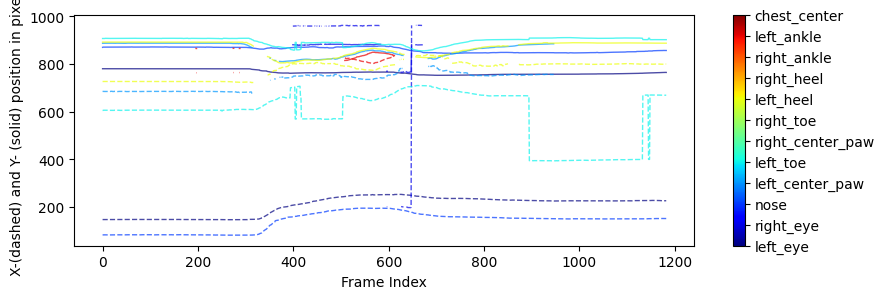 X-(dashed) and Y- (solid) position in pixe
1000
800
600
400
200
0
200
400
600
800
1000
1200
Frame Index
chest_center
left_ankle
right_ankle
right_heel
left_heel
right_toe
right_center_paw
left_toe
left_center_paw
nose
right_eye
left_eye